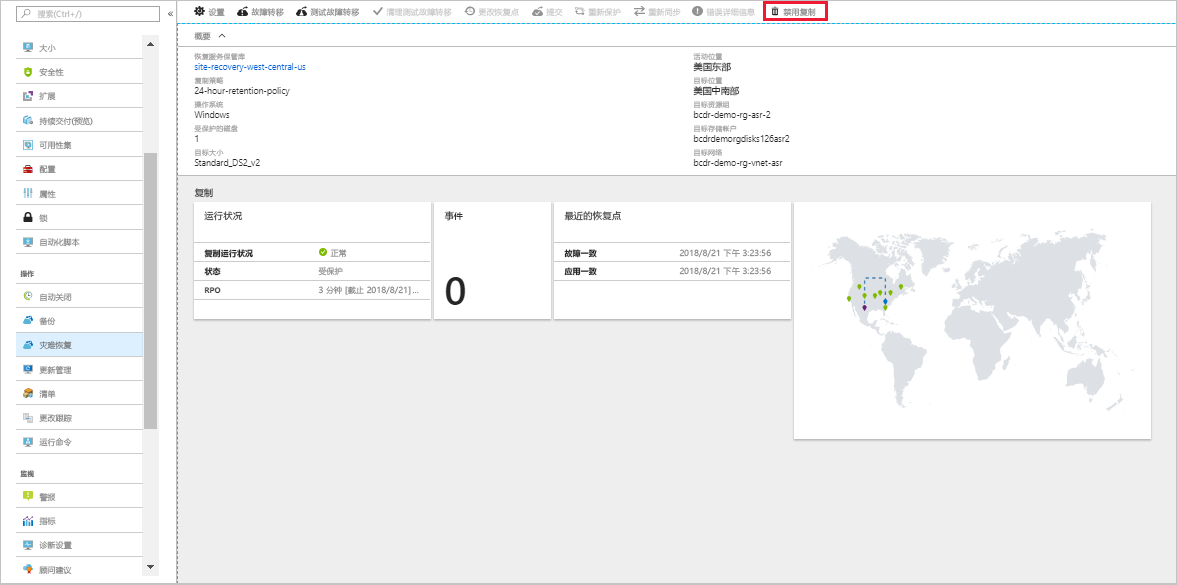 搜索(Ctrl+/)
«
设置
故障转移
测试故障转移
清理测试故障转移
更改恢复点
提交
重新保护
重新同步
错误详细信息
禁用复制
大小
安全性
扩展
持续交付(预览)
可用性集
配置
属性
锁
自动化脚本
操作
自动关闭
备份
灾难恢复
更新管理
清单
更改跟踪
运行命令
监视
警报
指标
诊断设置
顾问建议
概要
恢复服务保管库
site-recovery-west-central-us
复制策略
24-hour-retention-policy
操作系统
Windows
受保护的磁盘
1
目标大小
Standard_DS2_v2
活动位置
美国东部
目标位置
美国中南部
目标资源组
bcdr-demo-rg-asr-2
目标存储帐户
bcdrdemorgdisks126asr2
目标网络
bcdr-demo-rg-vnet-asr
复制
运行状况
复制运行状况 正常
状态 受保护
RPO 3 分钟 [截止 2018/8/21]...
事件
0
最近的恢复点
故障一致 2018/8/21 下午 3:23:56
应用一致 2018/8/21 下午 3:23:56